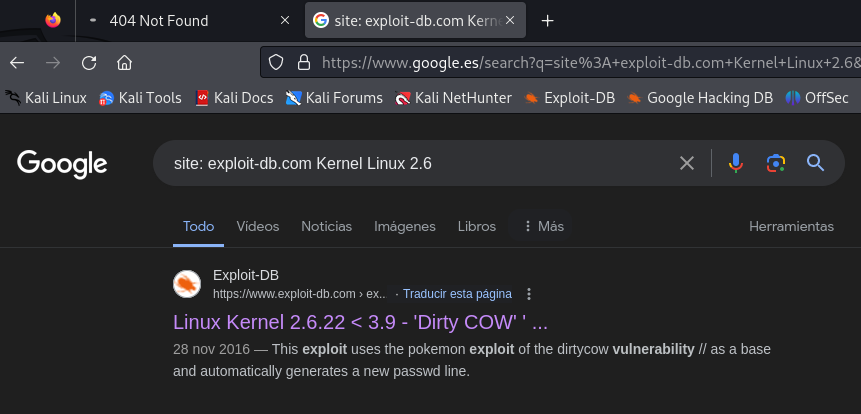 404 Not Found
site: exploit-db.com Kerne
https://www.google.es/search?q=site%3A+exploit-db.com+Kernel+Linux+2.6&
Kali Linux Kali Tools Kali Docs Kali Forums Kali NetHunter Exploit-DB Google Hacking DB OffSec
Google
site: exploit-db.com Kernel Linux 2.6
Todo Vídeos Noticias Imágenes Libros Más Herramientas
Exploit-DB
https://www.exploit-db.com › ex... · Traducir esta página
Linux Kernel 2.6.22 < 3.9 - 'Dirty COW' ' ...
28 nov 2016 — This exploit uses the pokemon exploit of the dirtycow vulnerability // as a base
and automatically generates a new passwd line.